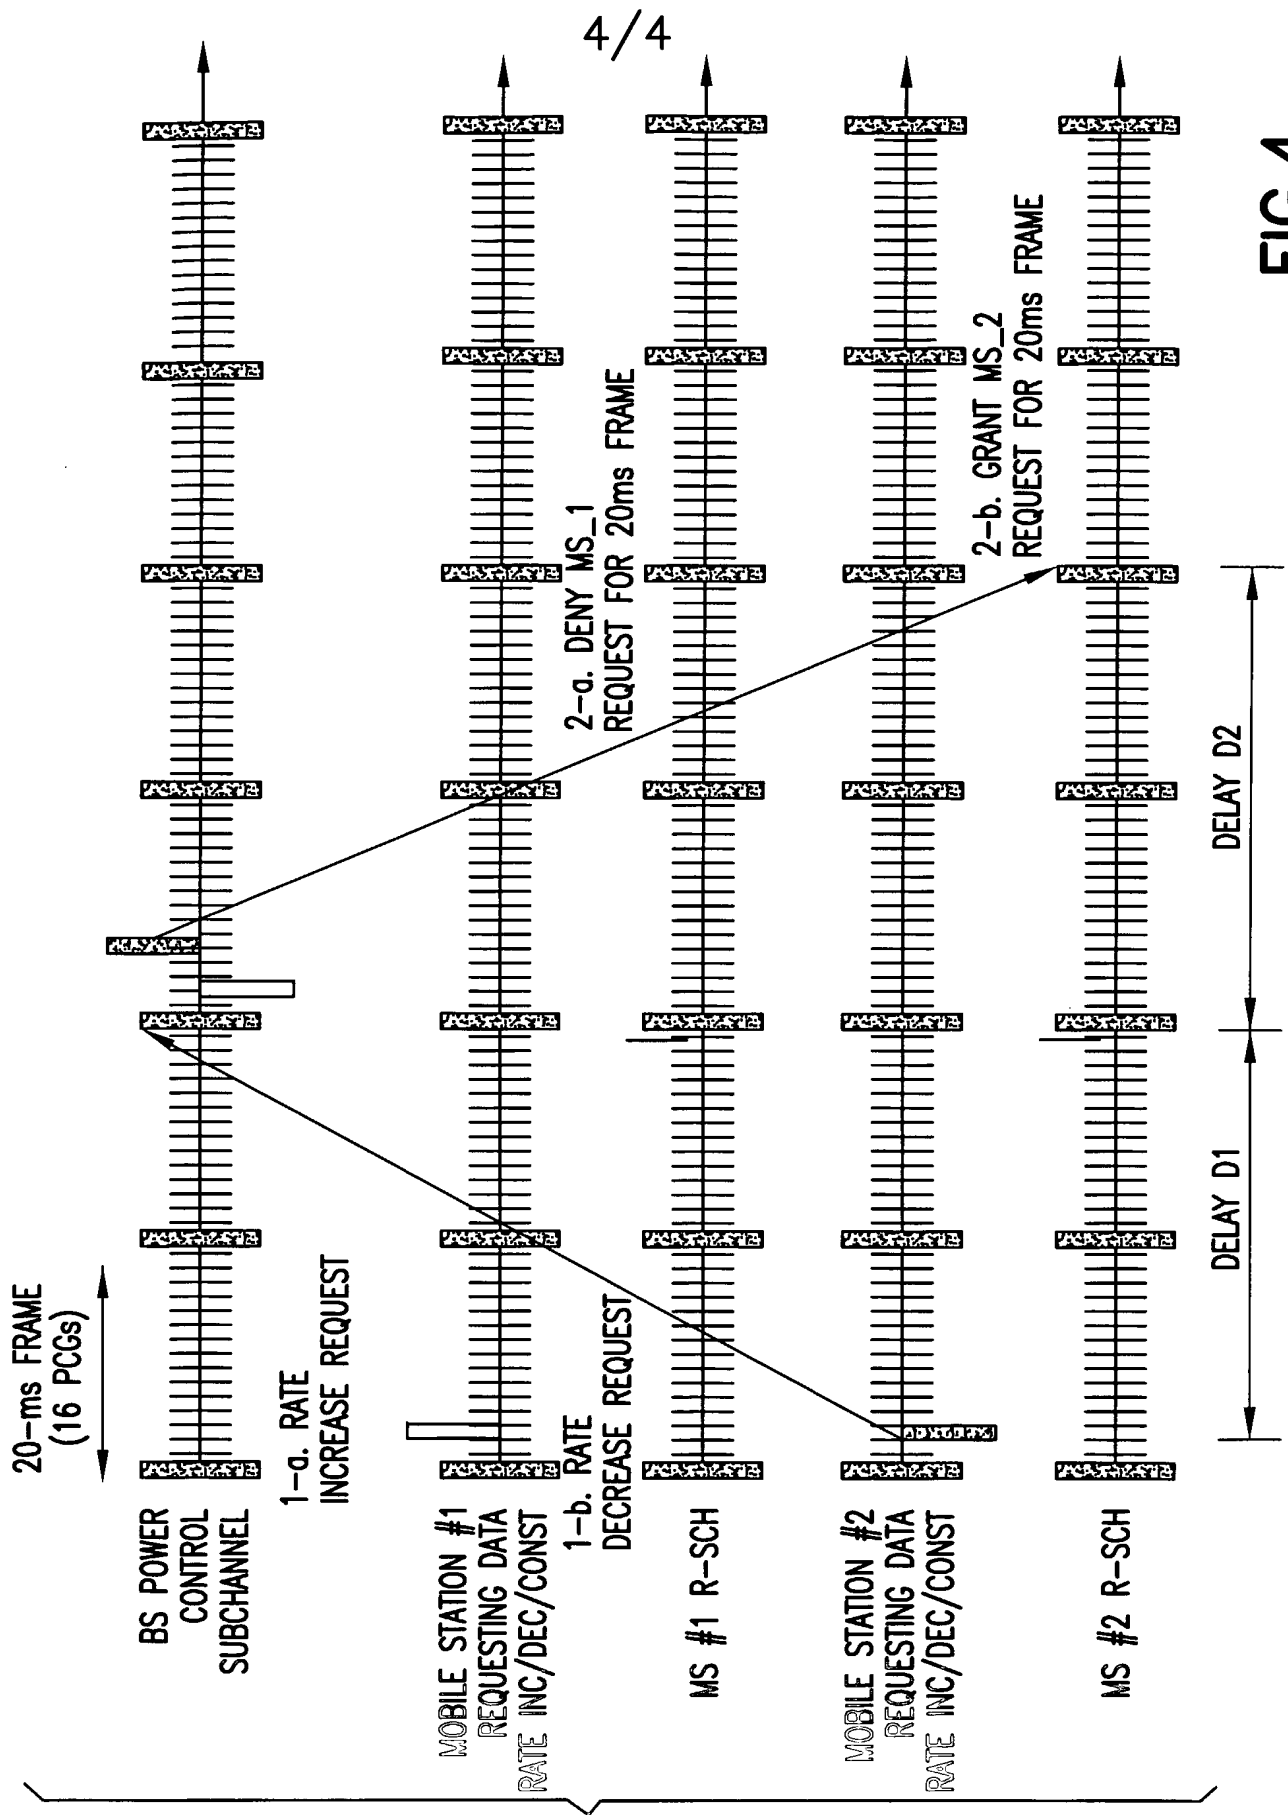 4/4
20-ms FRAME
(16 PCGs)
BS POWER
CONTROL
SUBCHANNEL
1-a. RATE
INCREASE REQUEST
MOBILE STATION #1
REQUESTING DATA
RATE INC/DEC/CONST
1-b. RATE
DECREASE REQUEST
2-a. DENY MS_1
REQUEST FOR 20ms FRAME
MS #1 R-SCH
MOBILE STATION #2
REQUESTING DATA
RATE INC/DEC/CONST
2-b. GRANT MS_2
REQUEST FOR 20ms FRAME
MS #2 R-SCH
DELAY D1
DELAY D2
FIG.4